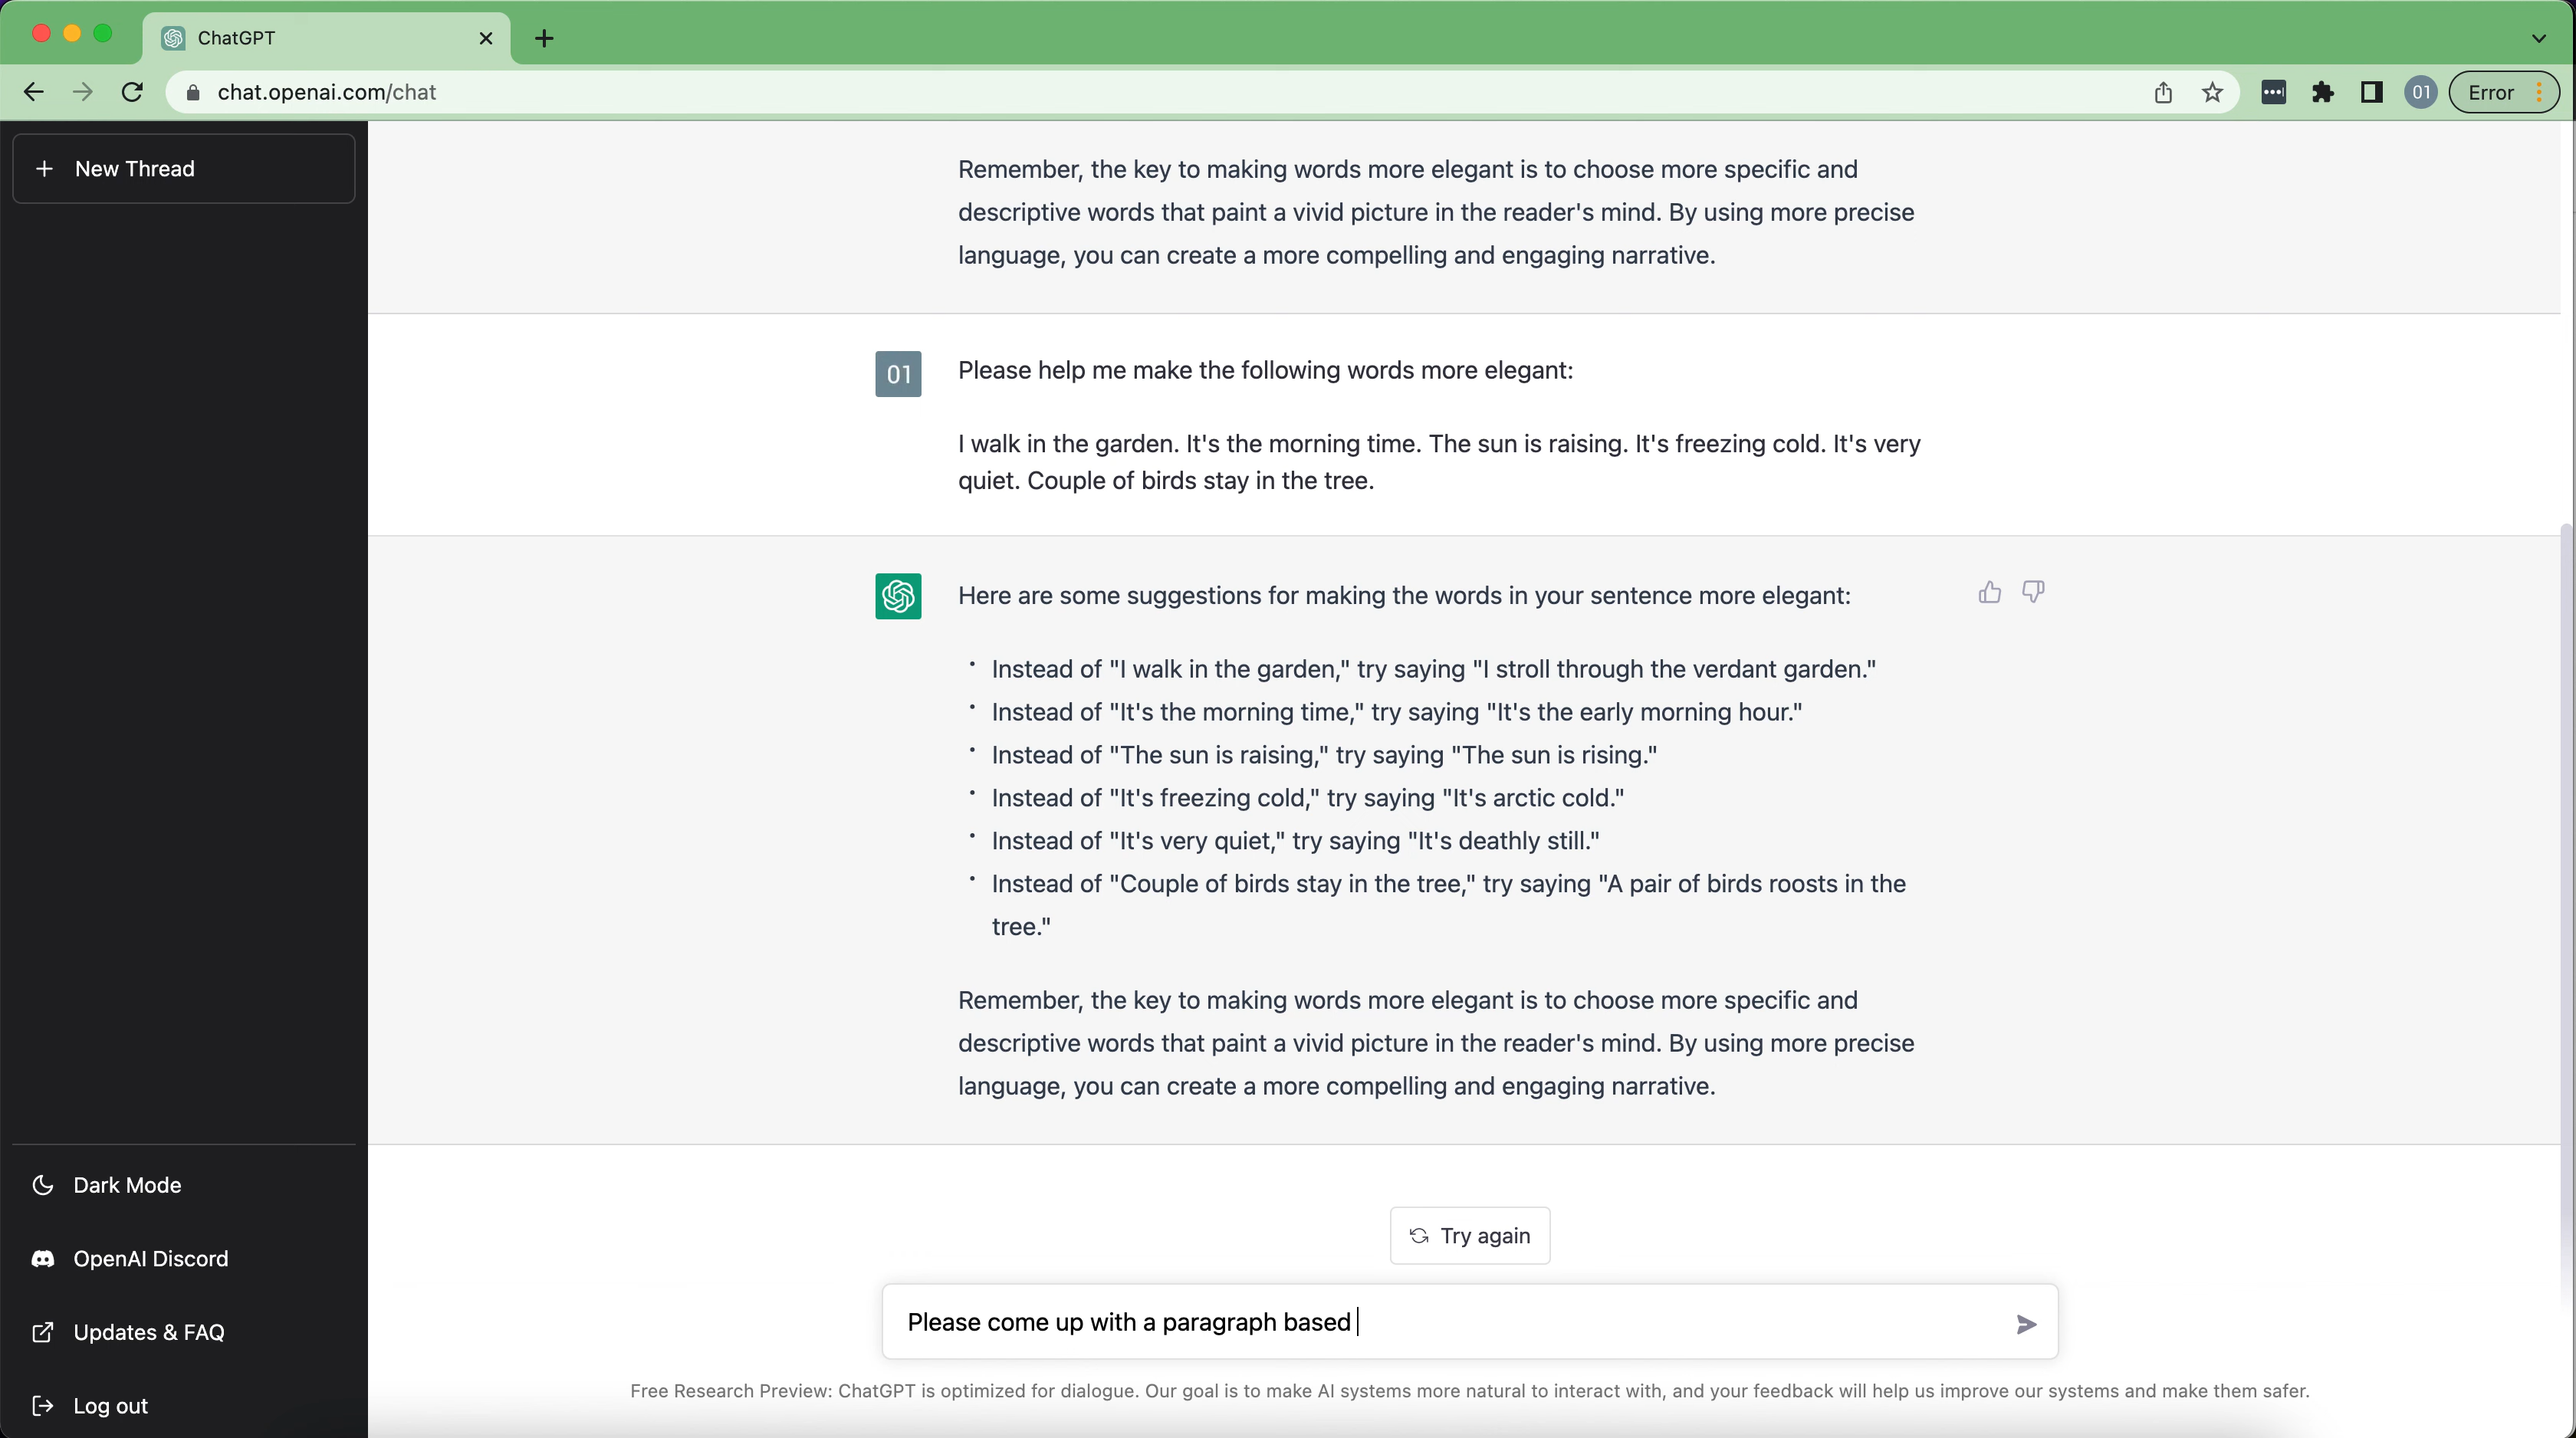 ChatGPT
chat.openai.com/chat
01
Error
New Thread
Remember, the key to making words more elegant is to choose more specific and
descriptive words that paint a vivid picture in the reader's mind. By using more precise
language, you can create a more compelling and engaging narrative.
01
Please help me make the following words more elegant:
I walk in the garden. It's the morning time. The sun is raising. It's freezing cold. It's very
quiet. Couple of birds stay in the tree.
Here are some suggestions for making the words in your sentence more elegant:
• Instead of "I walk in the garden," try saying "I stroll through the verdant garden."
• Instead of "It's the morning time," try saying "It's the early morning hour."
• Instead of "The sun is raising," try saying "The sun is rising."
• Instead of "It's freezing cold," try saying "It's arctic cold."
• Instead of "It's very quiet," try saying "It's deathly still."
• Instead of "Couple of birds stay in the tree," try saying "A pair of birds roosts in the
tree."
Remember, the key to making words more elegant is to choose more specific and
descriptive words that paint a vivid picture in the reader's mind. By using more precise
language, you can create a more compelling and engaging narrative.
Dark Mode
OpenAI Discord
Updates & FAQ
Log out
Try again
Please come up with a paragraph based
Free Research Preview: ChatGPT is optimized for dialogue. Our goal is to make AI systems more natural to interact with, and your feedback will help us improve our systems and make them safer.